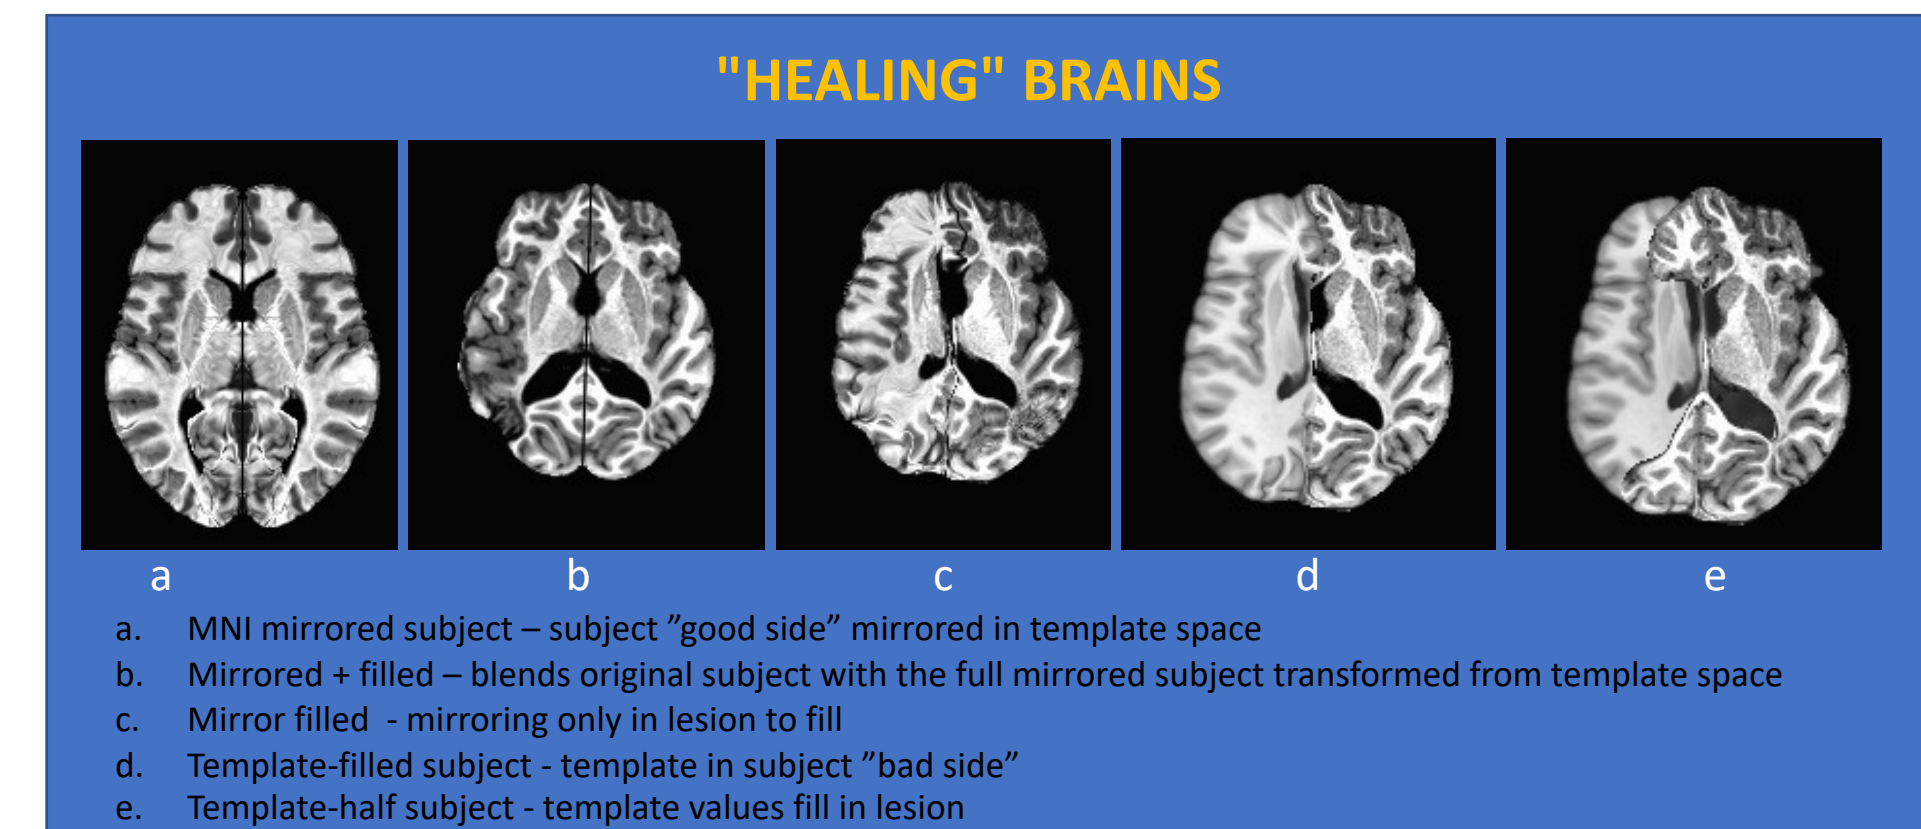 "HEALING" BRAINS
a b c d e
a. MNI mirrored subject – subject ”good side” mirrored in template space
b. Mirrored + filled – blends original subject with the full mirrored subject transformed from template space
c. Mirror filled - mirroring only in lesion to fill
d. Template-filled subject - template in subject ”bad side”
e. Template-half subject - template values fill in lesion